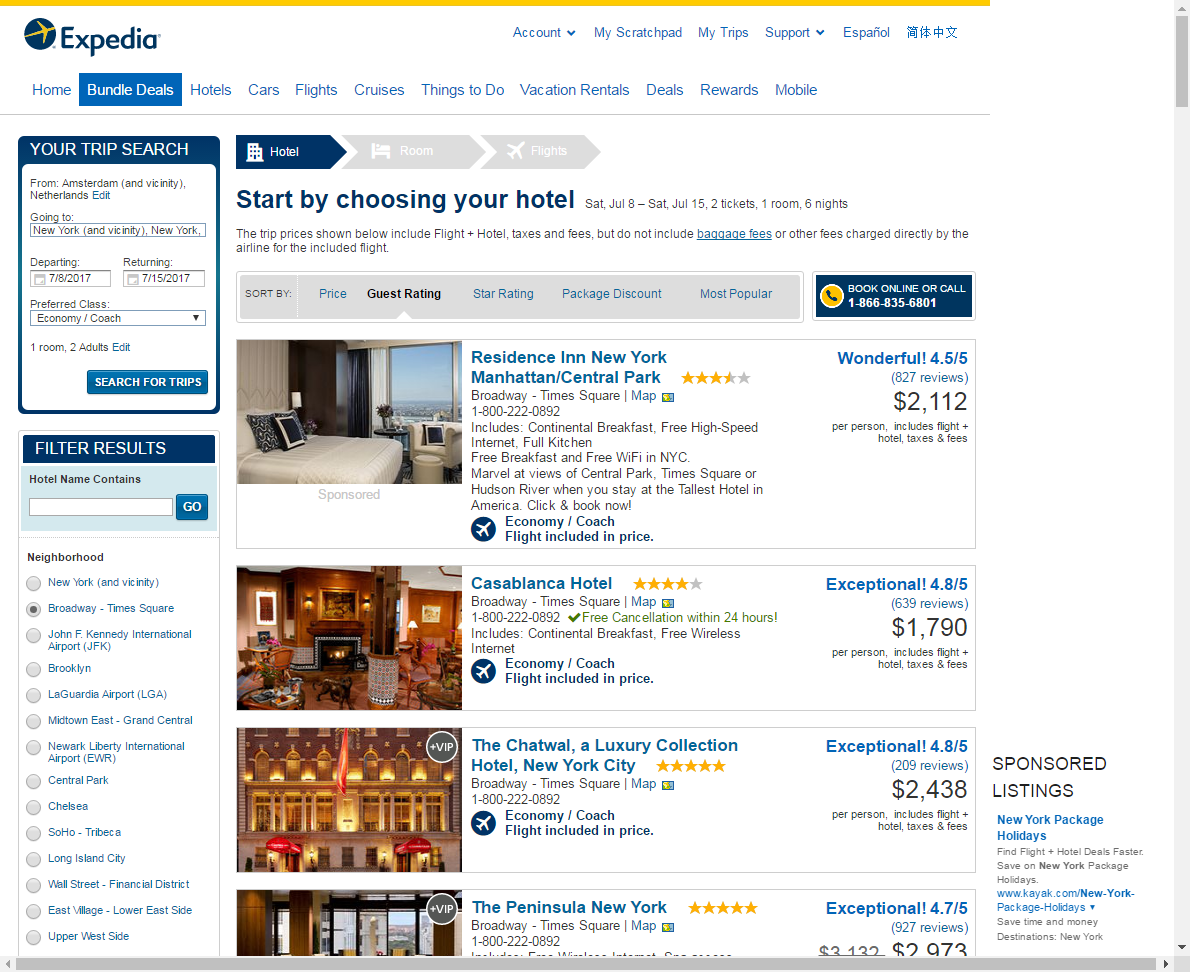 Expedia
Account
My Scratchpad
My Trips
Support
Español
简体中文
Home
Bundle Deals
Hotels
Cars
Flights
Cruises
Things to Do
Vacation Rentals
Deals
Rewards
Mobile
YOUR TRIP SEARCH
From: Amsterdam (and vicinity),
Netherlands Edit
Going to:
New York (and vicinity), New York,
Departing:
Returning:
7/8/2017
7/15/2017
Preferred Class:
Economy / Coach
1 room, 2 Adults Edit
SEARCH FOR TRIPS
FILTER RESULTS
Hotel Name Contains
GO
Neighborhood
New York (and vicinity)
Broadway - Times Square
John F. Kennedy International
Airport (JFK)
Brooklyn
LaGuardia Airport (LGA)
Midtown East - Grand Central
Newark Liberty International
Airport (EWR)
Central Park
Chelsea
SoHo - Tribeca
Long Island City
Wall Street - Financial District
East Village - Lower East Side
Upper West Side
Hotel
Room
Flights
Start by choosing your hotel Sat, Jul 8 – Sat, Jul 15, 2 tickets, 1 room, 6 nights
The trip prices shown below include Flight + Hotel, taxes and fees, but do not include baggage fees or other fees charged directly by the
airline for the included flight.
SORT BY:
Price
Guest Rating
Star Rating
Package Discount
Most Popular
BOOK ONLINE OR CALL
1-866-835-6801
Residence Inn New York
Manhattan/Central Park
Broadway - Times Square | Map
1-800-222-0892
Includes: Continental Breakfast, Free High-Speed
Internet, Full Kitchen
Free Breakfast and Free WiFi in NYC.
Marvel at views of Central Park, Times Square or
Hudson River when you stay at the Tallest Hotel in
America. Click & book now!
Economy / Coach
Flight included in price.
Sponsored
Wonderful! 4.5/5
(827 reviews)
$2,112
per person, includes flight +
hotel, taxes & fees
Casablanca Hotel
Broadway - Times Square | Map
1-800-222-0892 Free Cancellation within 24 hours!
Includes: Continental Breakfast, Free Wireless
Internet
Economy / Coach
Flight included in price.
Exceptional! 4.8/5
(639 reviews)
$1,790
per person, includes flight +
hotel, taxes & fees
+VIP
The Chatwal, a Luxury Collection
Hotel, New York City
Broadway - Times Square | Map
1-800-222-0892
Economy / Coach
Flight included in price.
Exceptional! 4.8/5
(209 reviews)
$2,438
per person, includes flight +
hotel, taxes & fees
+VIP
The Peninsula New York
Broadway - Times Square | Map
1-800-222-0892
Includes: Free Wireless Internet, Spa access
Exceptional! 4.7/5
(927 reviews)
$3,132 $2,973
SPONSORED
LISTINGS
New York Package
Holidays
Find Flight + Hotel Deals Faster.
Save on New York Package
Holidays.
www.kayak.com/New-York-
Package-Holidays
Save time and money
Destinations: New York